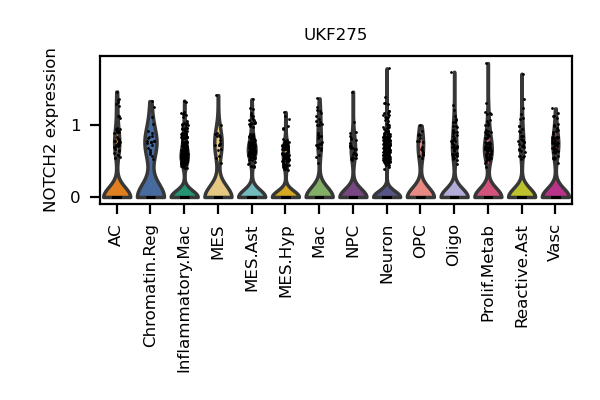 UKF275
NOTCH2 expression
1
0
AC
Chromatin.Reg
Inflammatory.Mac
MES
MES.Ast
MES.Hyp
Mac
NPC
Neuron
OPC
Oligo
Prolif.Metab
Reactive.Ast
Vasc